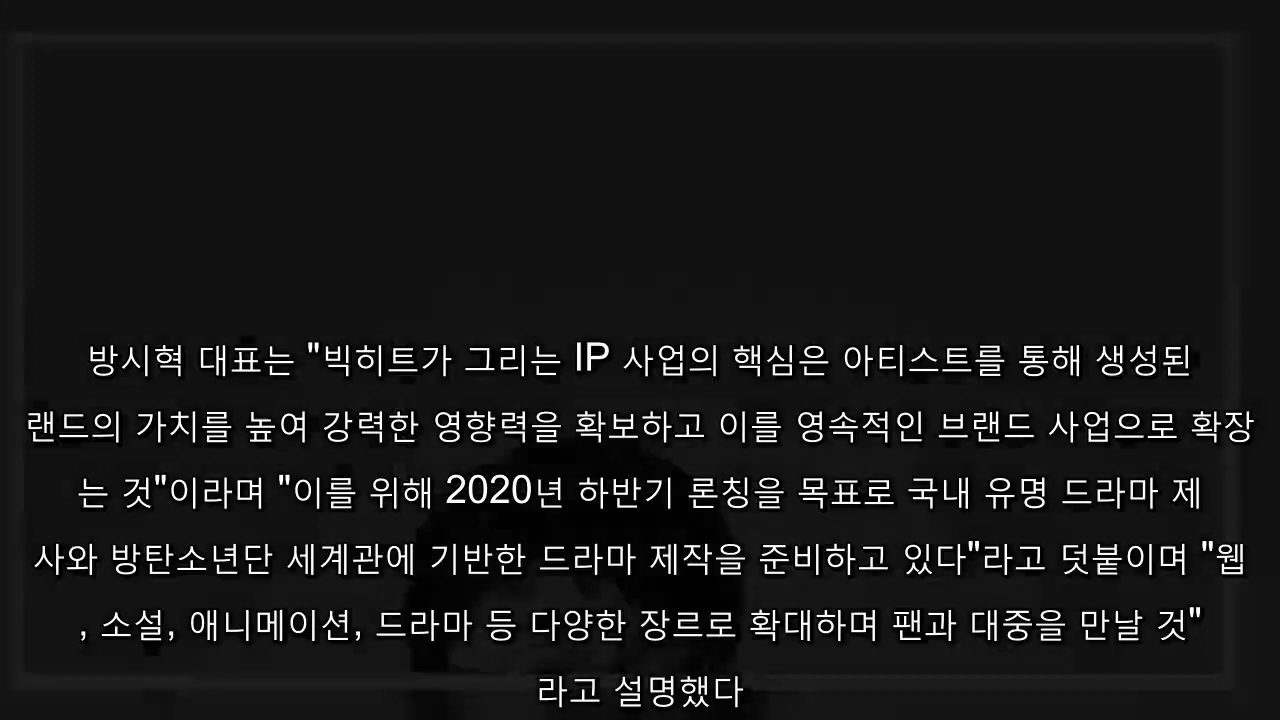 방시혁 대표는 "빅히트가 그리는 IP 사업의 핵심은 아티스트를 통해 생성된
랜드의 가치를 높여 강력한 영향력을 확보하고 이를 영속적인 브랜드 사업으로 확장
는 것"이라며 "이를 위해 2020년 하반기 론칭을 목표로 국내 유명 드라마 제
사와 방탄소년단 세계관에 기반한 드라마 제작을 준비하고 있다"라고 덧붙이며 "웹
, 소설, 애니메이션, 드라마 등 다양한 장르로 확대하며 팬과 대중을 만날 것"
라고 설명했다